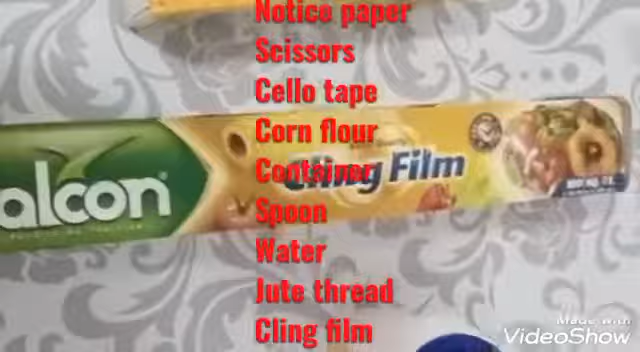 Notice paper
Scissors
Cello tape
Corn flour
Container
Cling Film
alcon
Spoon
Water
Jute thread
Cling film
Made with
VideoShow